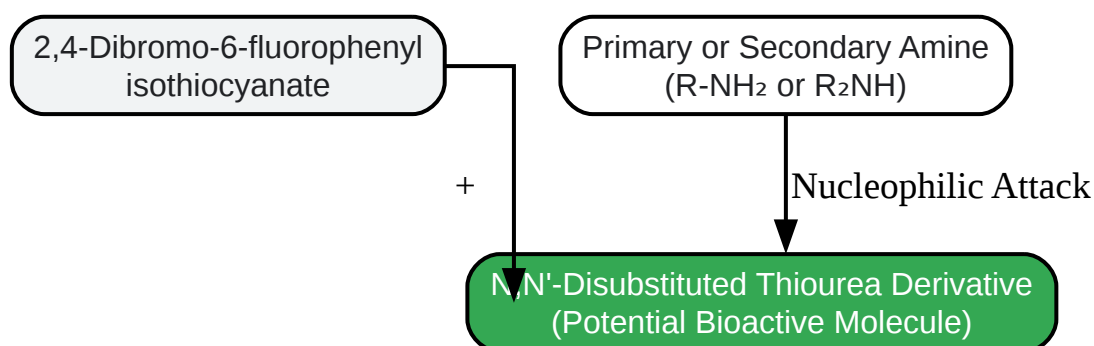 2,4-Dibromo-6-fluorophenyl
isothiocyanate
Primary or Secondary Amine
(R-NH₂ or R₂NH)
+
Nucleophilic Attack
N,N'-Disubstituted Thiourea Derivative
(Potential Bioactive Molecule)